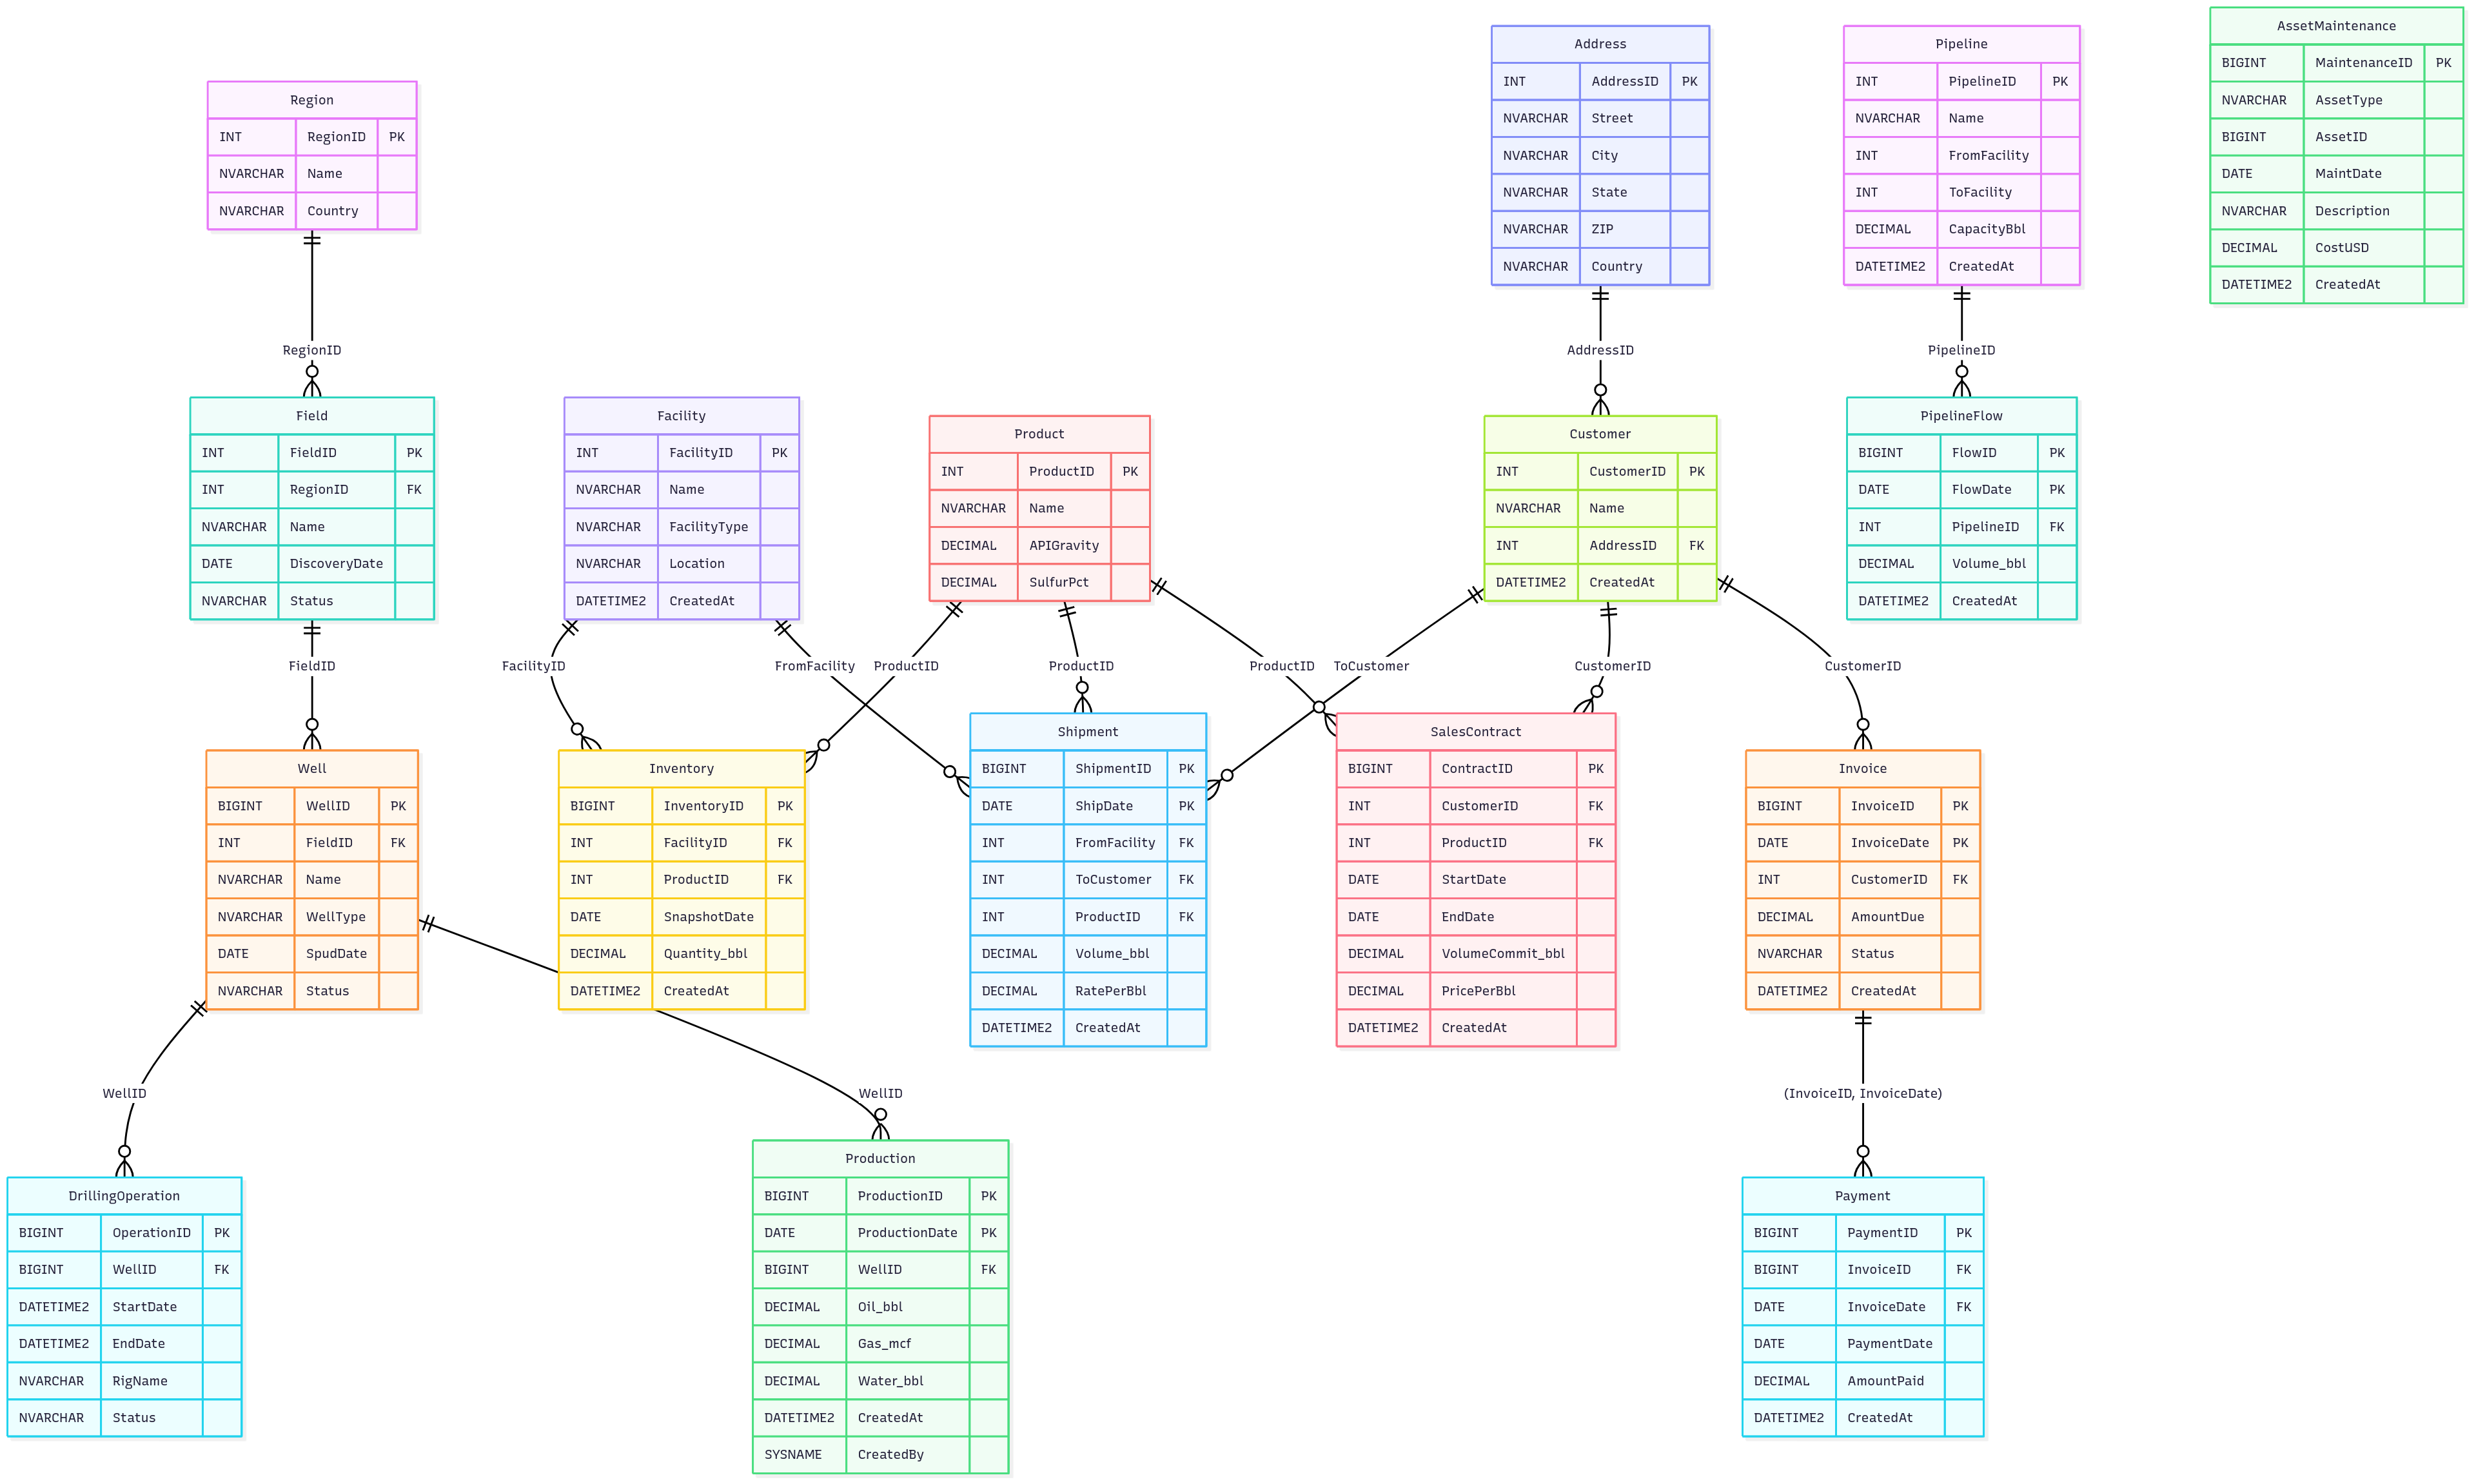 Region
INT RegionID PK
NVARCHAR Name
NVARCHAR Country
Address
INT AddressID PK
NVARCHAR Street
NVARCHAR City
NVARCHAR State
NVARCHAR ZIP
NVARCHAR Country
Pipeline
INT PipelineID PK
NVARCHAR Name
INT FromFacility
INT ToFacility
DECIMAL CapacityBbl
DATETIME2 CreatedAt
AssetMaintenance
BIGINT MaintenanceID PK
NVARCHAR AssetType
BIGINT AssetID
DATE MaintDate
NVARCHAR Description
DECIMAL CostUSD
DATETIME2 CreatedAt
RegionID
AddressID
PipelineID
Field
INT FieldID PK
INT RegionID FK
NVARCHAR Name
DATE DiscoveryDate
NVARCHAR Status
Facility
INT FacilityID PK
NVARCHAR Name
NVARCHAR FacilityType
NVARCHAR Location
DATETIME2 CreatedAt
Product
INT ProductID PK
NVARCHAR Name
DECIMAL APIGravity
DECIMAL SulfurPct
Customer
INT CustomerID PK
NVARCHAR Name
INT AddressID FK
DATETIME2 CreatedAt
PipelineFlow
BIGINT FlowID PK
DATE FlowDate PK
INT PipelineID FK
DECIMAL Volume_bbl
DATETIME2 CreatedAt
FieldID
FacilityID
FromFacility
ProductID
ProductID
ProductID
ToCustomer
CustomerID
CustomerID
Well
BIGINT WellID PK
INT FieldID FK
NVARCHAR Name
NVARCHAR WellType
DATE SpudDate
NVARCHAR Status
Inventory
BIGINT InventoryID PK
INT FacilityID FK
INT ProductID FK
DATE SnapshotDate
DECIMAL Quantity_bbl
DATETIME2 CreatedAt
Shipment
BIGINT ShipmentID PK
DATE ShipDate PK
INT FromFacility FK
INT ToCustomer FK
INT ProductID FK
DECIMAL Volume_bbl
DECIMAL RatePerBbl
DATETIME2 CreatedAt
SalesContract
BIGINT ContractID PK
INT CustomerID FK
INT ProductID FK
DATE StartDate
DATE EndDate
DECIMAL VolumeCommit_bbl
DECIMAL PricePerBbl
DATETIME2 CreatedAt
Invoice
BIGINT InvoiceID PK
DATE InvoiceDate PK
INT CustomerID FK
DECIMAL AmountDue
NVARCHAR Status
DATETIME2 CreatedAt
WellID
WellID
(InvoiceID, InvoiceDate)
DrillingOperation
BIGINT OperationID PK
BIGINT WellID FK
DATETIME2 StartDate
DATETIME2 EndDate
NVARCHAR RigName
NVARCHAR Status
Production
BIGINT ProductionID PK
DATE ProductionDate PK
BIGINT WellID FK
DECIMAL Oil_bbl
DECIMAL Gas_mcf
DECIMAL Water_bbl
DATETIME2 CreatedAt
SYSNAME CreatedBy
Payment
BIGINT PaymentID PK
BIGINT InvoiceID FK
DATE InvoiceDate FK
DATE PaymentDate
DECIMAL AmountPaid
DATETIME2 CreatedAt